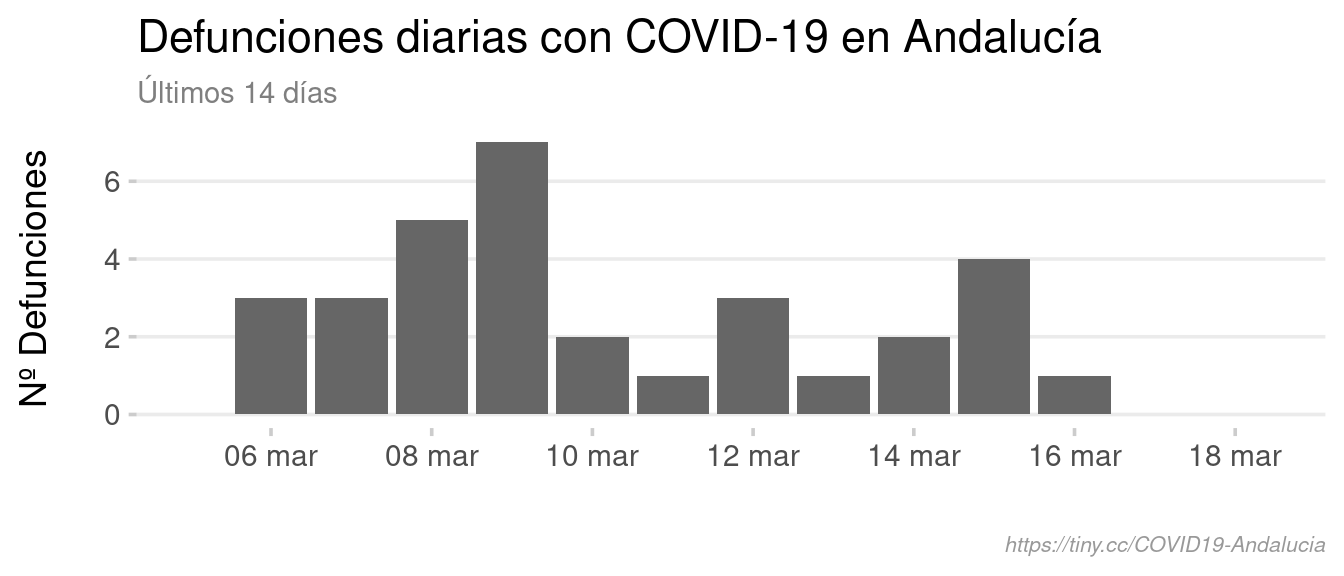 Defunciones diarias con COVID-19 en Andalucía
Últimos 14 días
Nº Defunciones
6
4
2
0
06 mar 08 mar 10 mar 12 mar 14 mar 16 mar 18 mar
https://tiny.cc/COVID19-Andalucia